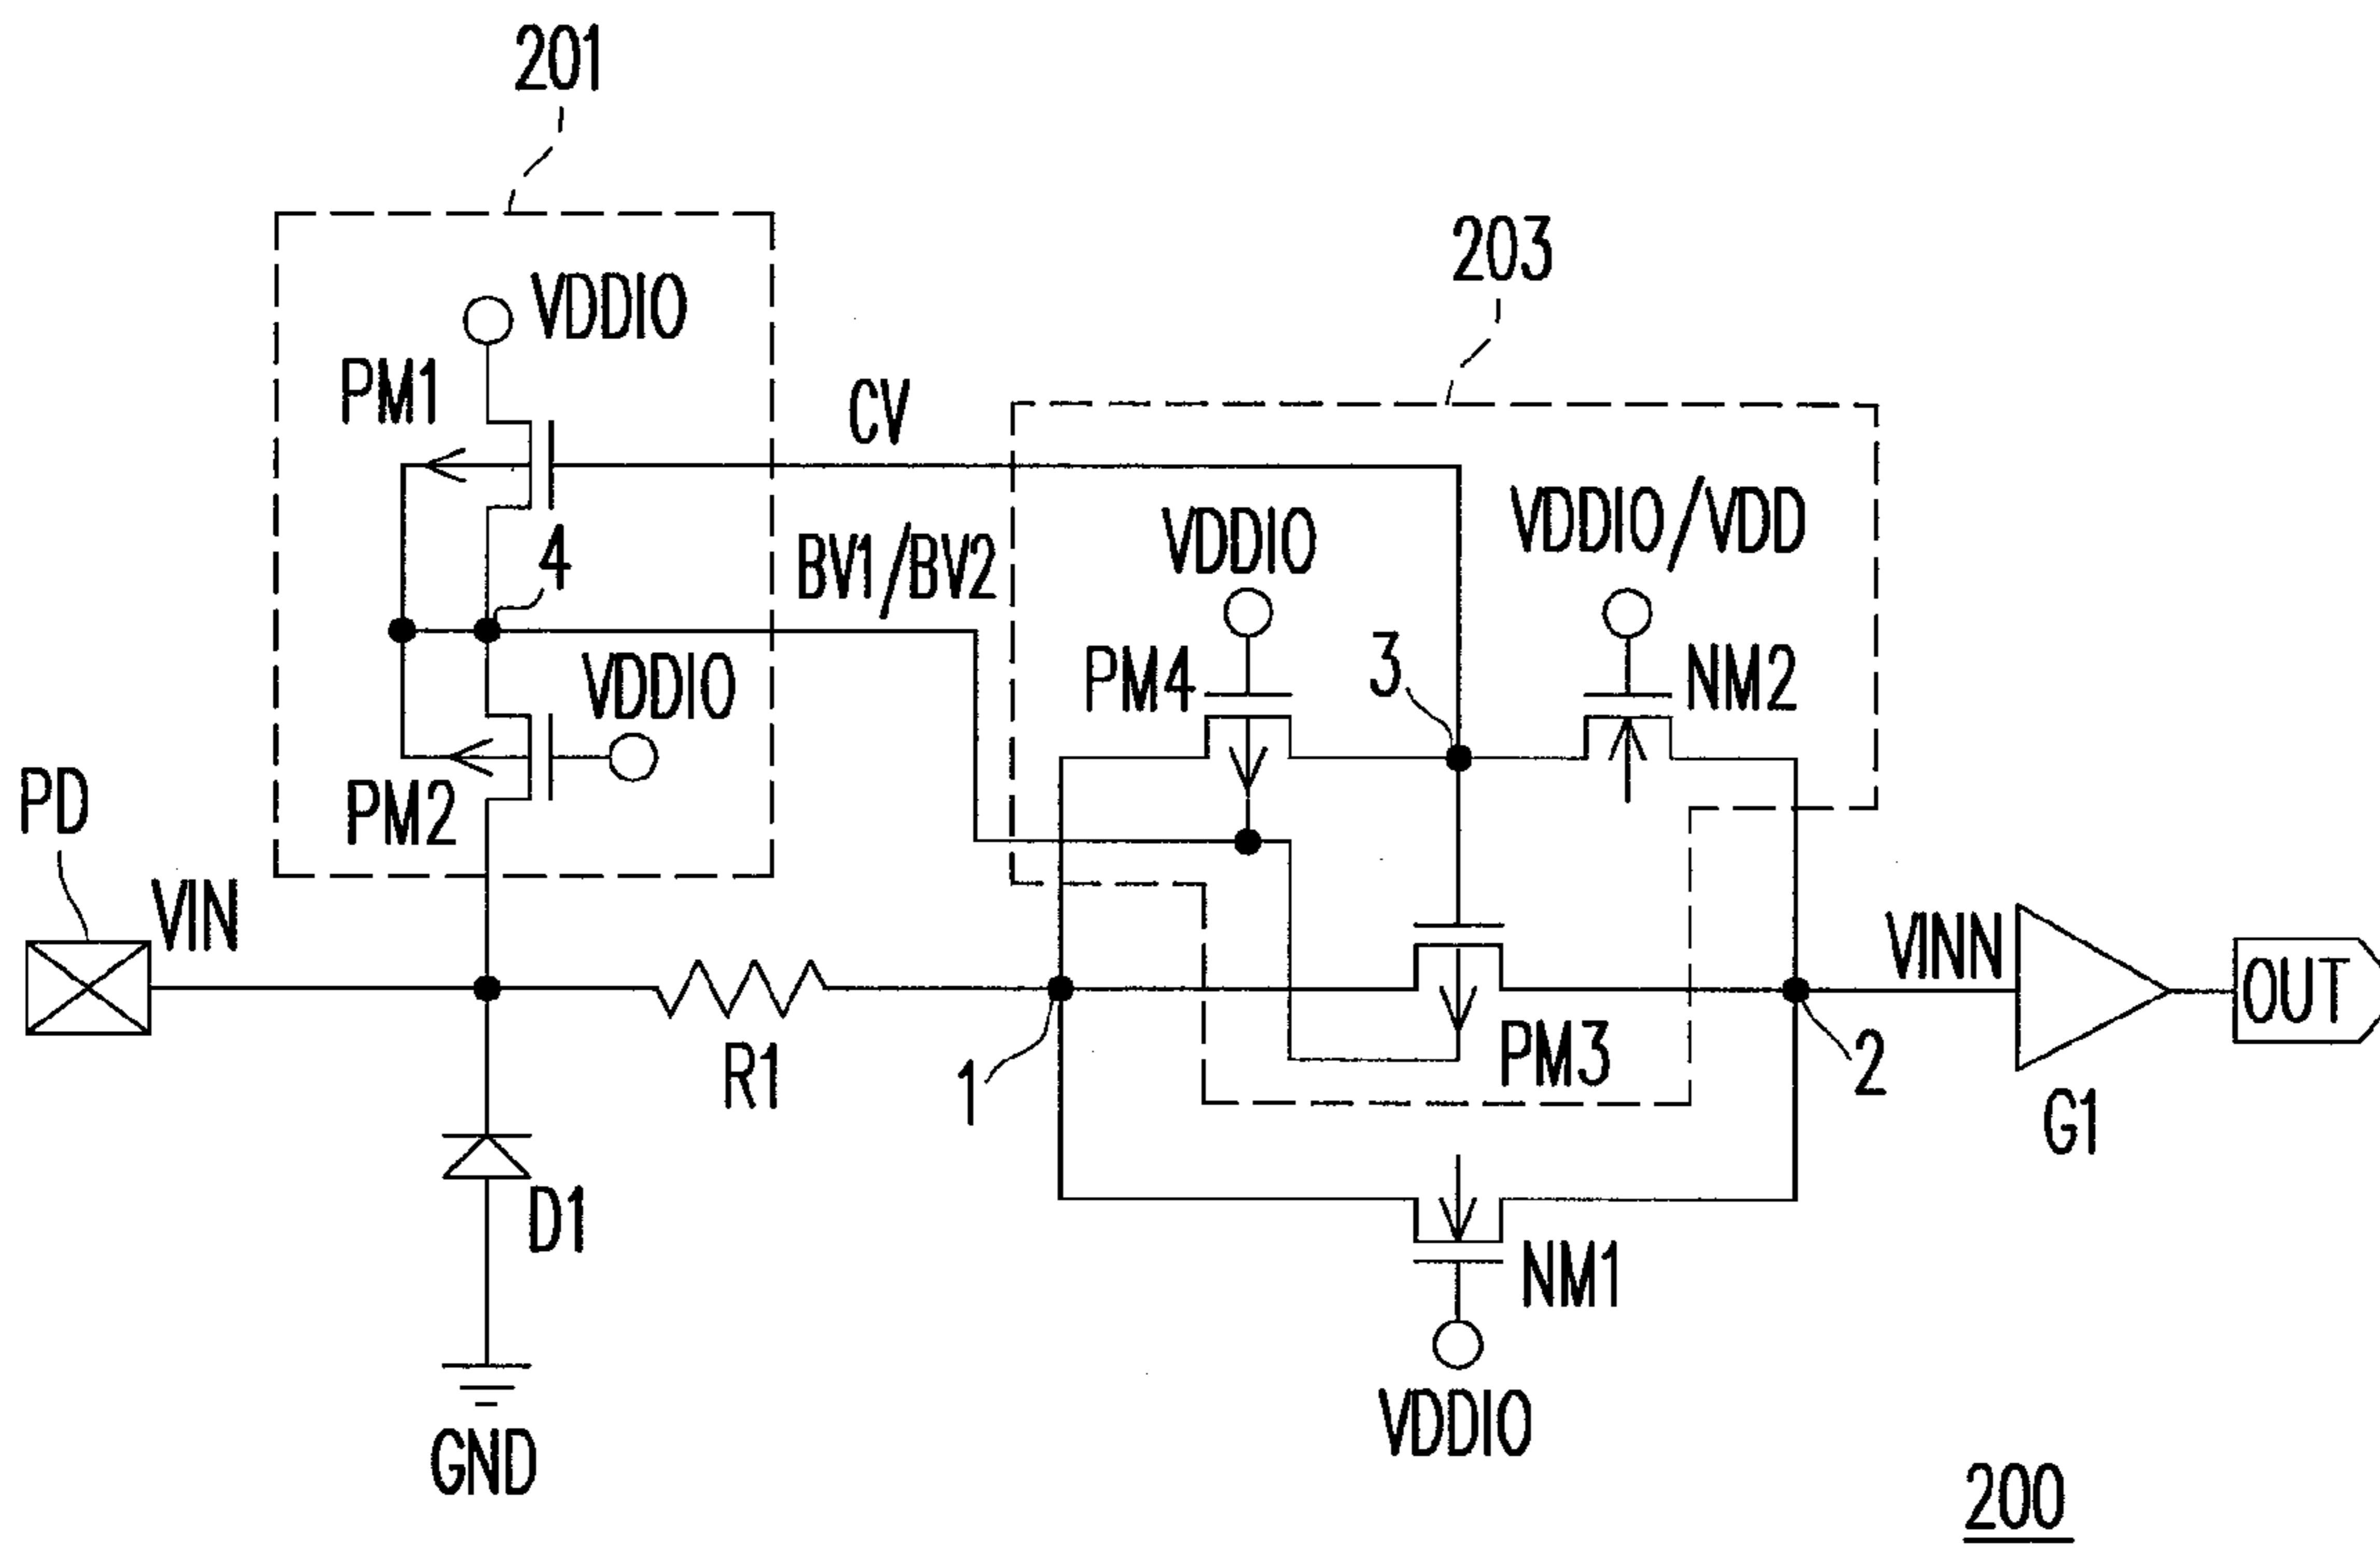 201
203
VDDIO
PM1
CV
VDDIO
VDDIO/VDD
4
BV1/BV2
PM4
3
NM2
VDDIO
PD
PM2
VIN
VINN
OUT
R1
1
PM3
2
G1
D1
NM1
VDDIO
GND
200